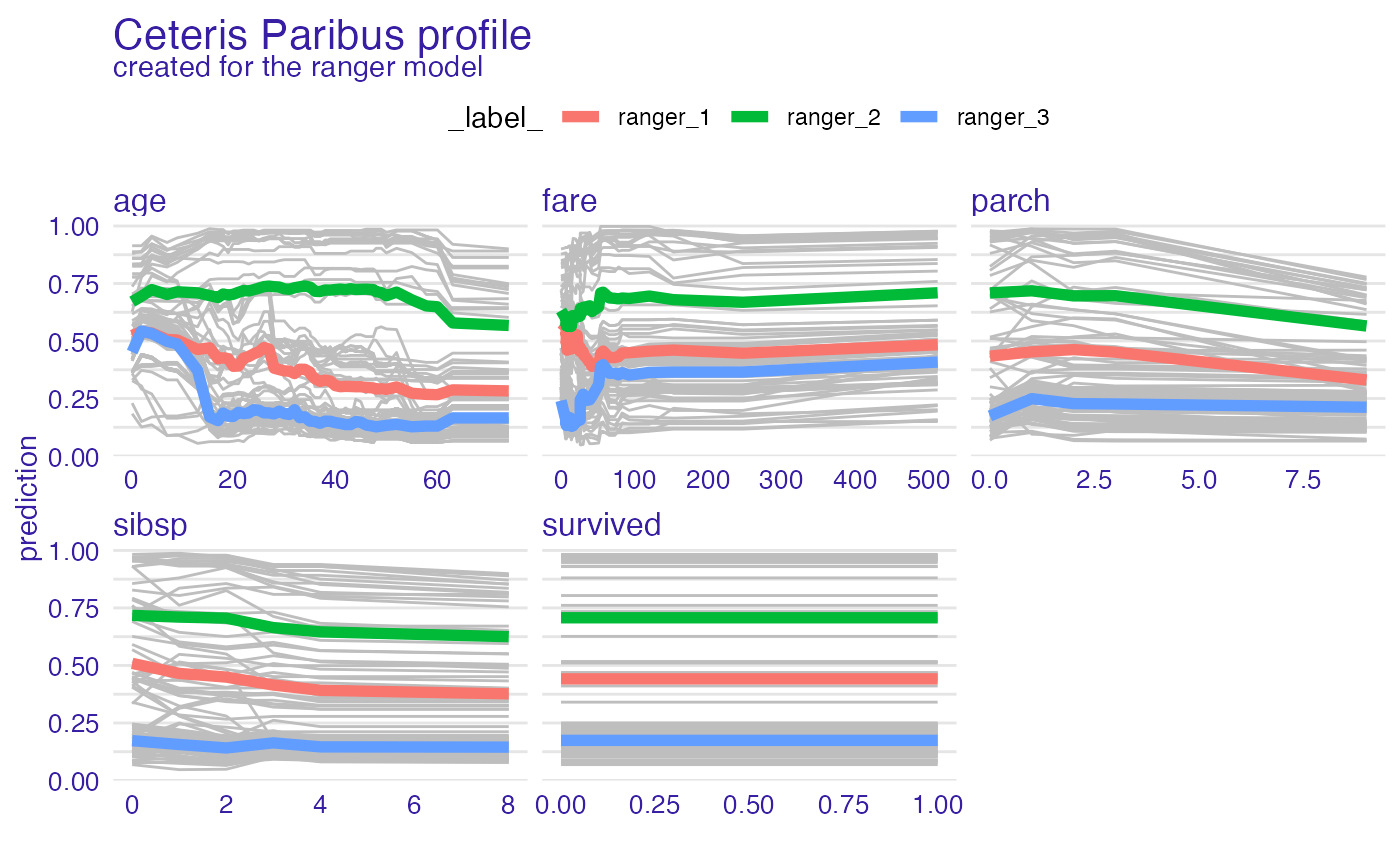 Ceteris Paribus profile
created for the ranger model
_label_ ranger_1 ranger_2 ranger_3
age fare parch
1.00
0.75
0.50
0.25
0.00
0 20 40 60 0 100 200 300 400 500 0.0 2.5 5.0 7.5
prediction
sibsp survived
1.00
0.75
0.50
0.25
0.00
0 2 4 6 8 0.00 0.25 0.50 0.75 1.00